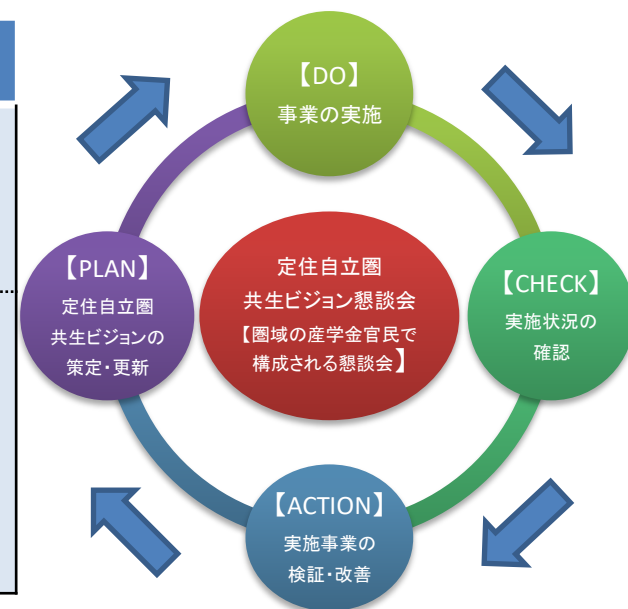 【DO】
事業の実施
【PLAN】
定住自立圏
共生ビジョンの
策定・更新
定住自立圏
共生ビジョン懇談会
【圏域の産学金官民で
構成される懇談会】
【CHECK】
実施状況の
確認
【ACTION】
実施事業の
検証・改善